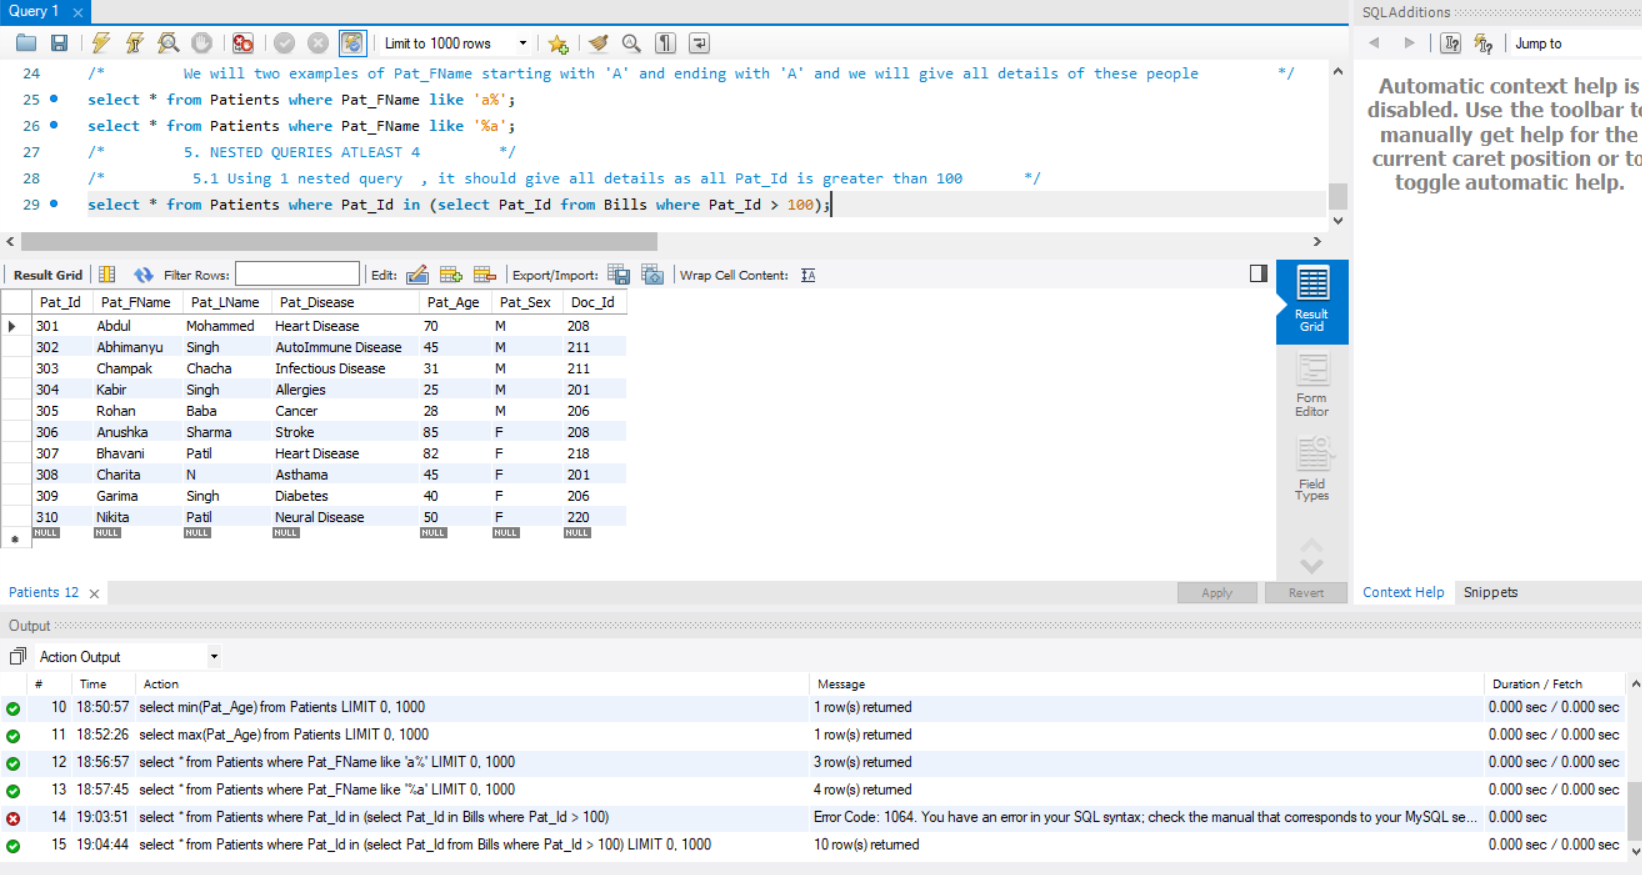 Query 1
SQLAdditions
Limit to 1000 rows
Jump to
24 /* We will two examples of Pat_FName starting with 'A' and ending with 'A' and we will give all details of these people */
25 select * from Patients where Pat_FName like 'a%';
26 select * from Patients where Pat_FName like '%a';
27 /* 5. NESTED QUERIES ATLEAST 4 */
28 /* 5.1 Using 1 nested query , it should give all details as all Pat_Id is greater than 100 */
29 select * from Patients where Pat_Id in (select Pat_Id from Bills where Pat_Id > 100);
Automatic context help is
disabled. Use the toolbar to
manually get help for the
current caret position or to
toggle automatic help.
Result Grid Filter Rows: Edit: Export/Import: Wrap Cell Content:
Pat_Id Pat_FName Pat_LName Pat_Disease Pat_Age Pat_Sex Doc_Id
301 Abdul Mohammed Heart Disease 70 M 208
302 Abhimanyu Singh AutoImmune Disease 45 M 211
303 Champak Chacha Infectious Disease 31 M 211
304 Kabir Singh Allergies 25 M 201
305 Rohan Baba Cancer 28 M 206
306 Anushka Sharma Stroke 85 F 208
307 Bhavani Patil Heart Disease 82 F 218
308 Charita N Asthama 45 F 201
309 Garima Singh Diabetes 40 F 206
310 Nikita Patil Neural Disease 50 F 220
NULL NULL NULL NULL NULL NULL NULL
Result
Grid
Form
Editor
Field
Types
Patients 12
Apply Revert
Context Help Snippets
Output
Action Output
# Time Action Message Duration / Fetch
10 18:50:57 select min(Pat_Age) from Patients LIMIT 0, 1000 1 row(s) returned 0.000 sec / 0.000 sec
11 18:52:26 select max(Pat_Age) from Patients LIMIT 0, 1000 1 row(s) returned 0.000 sec / 0.000 sec
12 18:56:57 select * from Patients where Pat_FName like 'a%' LIMIT 0, 1000 3 row(s) returned 0.000 sec / 0.000 sec
13 18:57:45 select * from Patients where Pat_FName like '%a' LIMIT 0, 1000 4 row(s) returned 0.000 sec / 0.000 sec
14 19:03:51 select * from Patients where Pat_Id in (select Pat_Id in Bills where Pat_Id > 100) Error Code: 1064. You have an error in your SQL syntax; check the manual that corresponds to your MySQL se... 0.000 sec
15 19:04:44 select * from Patients where Pat_Id in (select Pat_Id from Bills where Pat_Id > 100) LIMIT 0, 1000 10 row(s) returned 0.000 sec / 0.000 sec